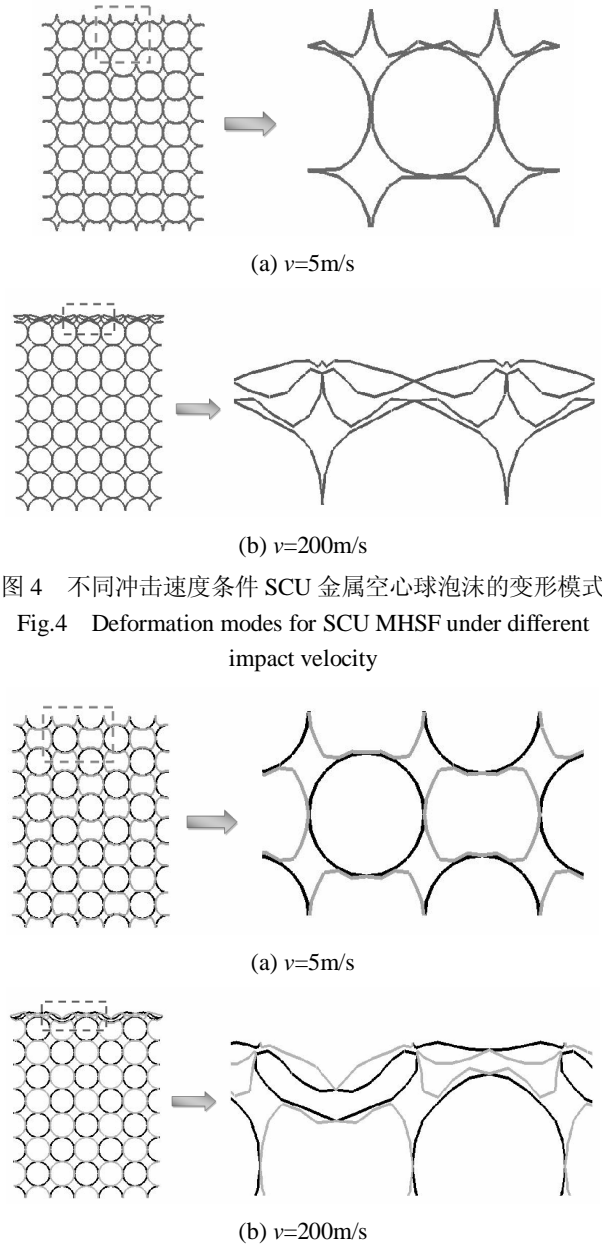 (a) v=5m/s
(b) v=200m/s
图 4 不同冲击速度条件 SCU 金属空心球泡沫的变形模式
Fig.4 Deformation modes for SCU MHSF under different
impact velocity
(a) v=5m/s
(b) v=200m/s